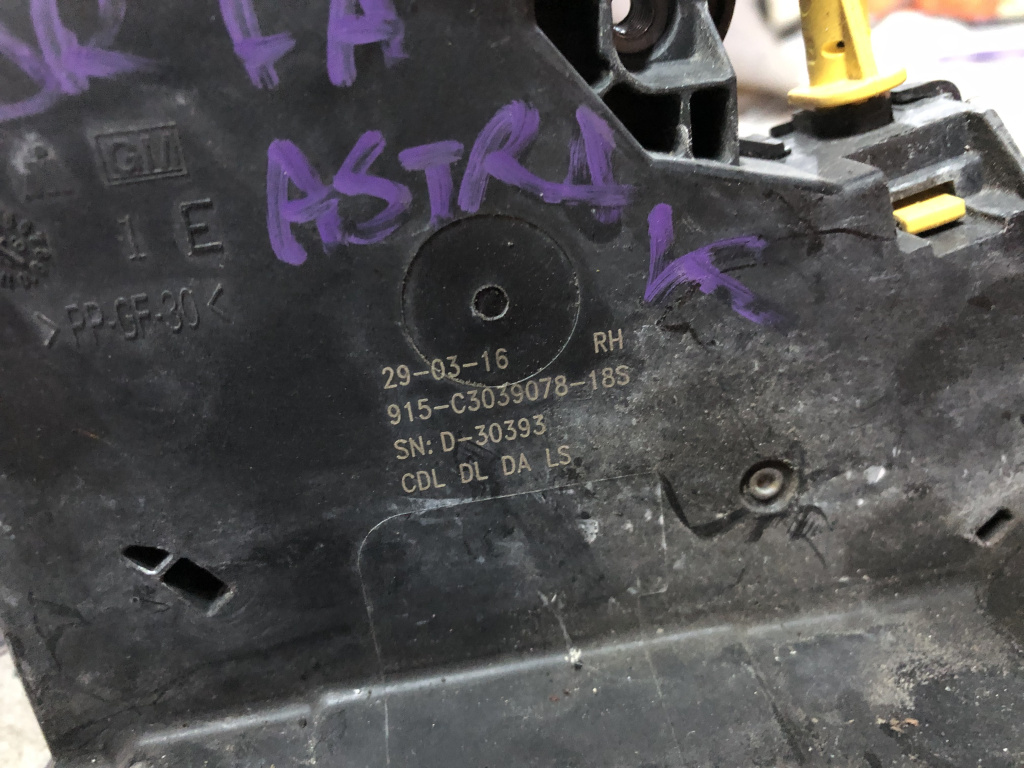 ASTRA
K
GM
1 E
>PP-GF-30<
29-03-16 RH
915-C3039078-18S
SN: D-30393
CDL DL DA LS